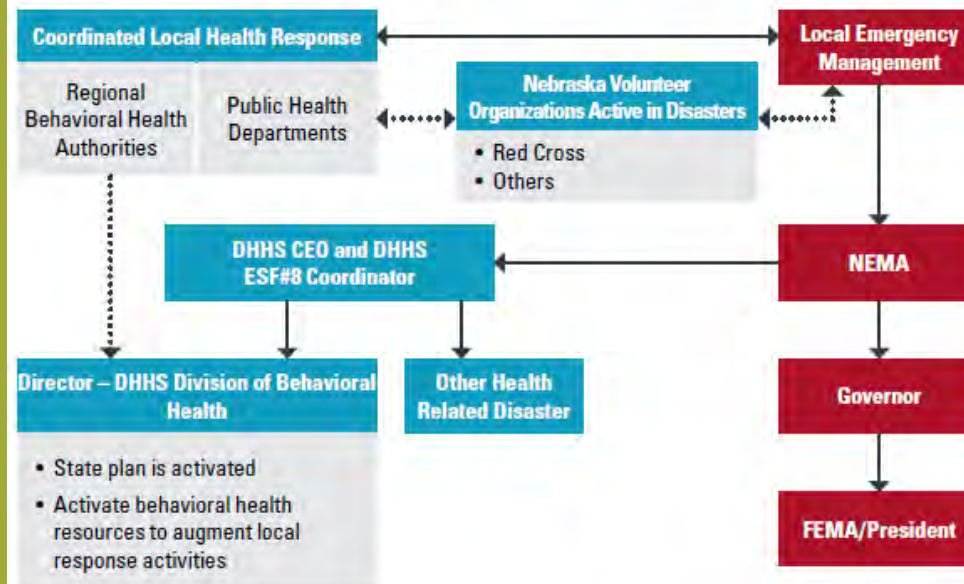 Coordinated Local Health Response
Local Emergency
Management
Regional
Behavioral Health
Authorities
Public Health
Departments
Nebraska Volunteer
Organizations Active in Disasters
• Red Cross
• Others
DHHS CEO and DHHS
ESF#8 Coordinator
NEMA
Director – DHHS Division of Behavioral
Health
Other Health
Related Disaster
Governor
• State plan is activated
• Activate behavioral health
resources to augment local
response activities
FEMA/President